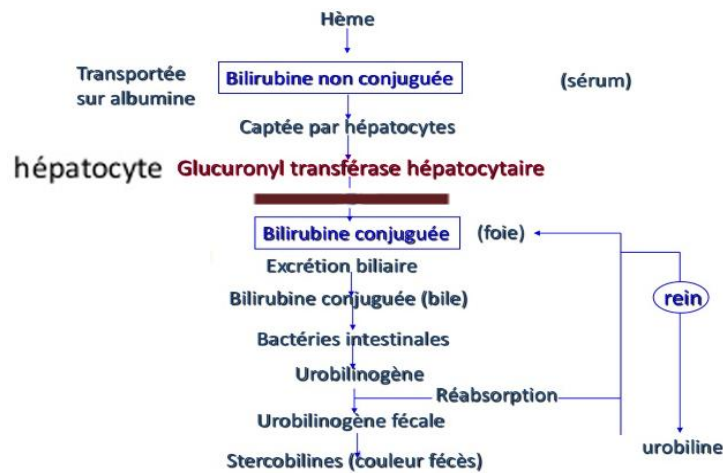 Hème
Transportée
sur albumine
Bilirubine non conjuguée
(sérum)
Captée par hépatocytes
hépatocyte
Glucuronyl transférase hépatocytaire
Bilirubine conjuguée
(foie)
Excrétion biliaire
Bilirubine conjuguée (bile)
rein
Bactéries intestinales
Urobilinogène
Réabsorption
Urobilinogène fécale
urobiline
Stercobilines (couleur fécès)